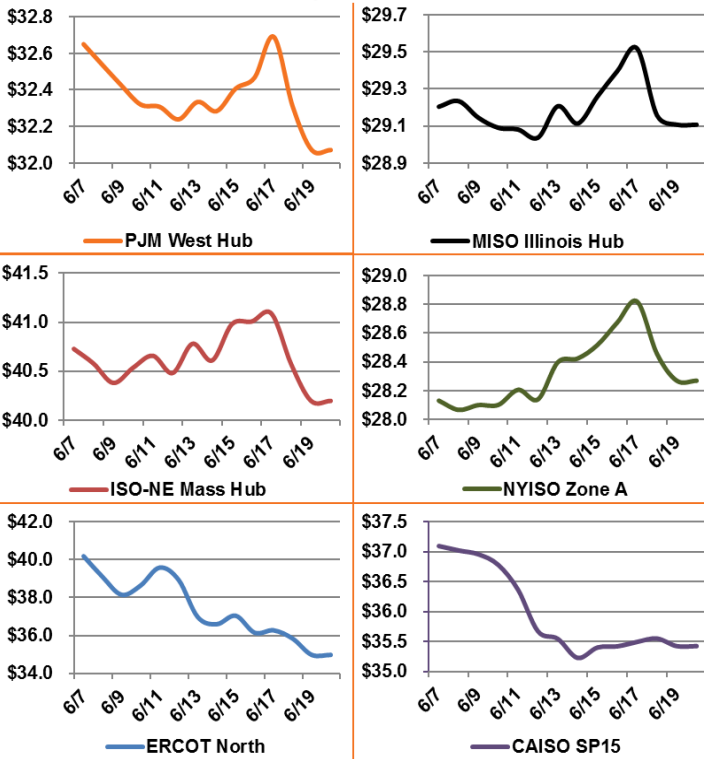 $32.8
$32.6
$32.4
$32.2
$32.0
6/7 6/9 6/11 6/13 6/15 6/17 6/19
PJM West Hub
$29.7
$29.5
$29.3
$29.1
$28.9
6/7 6/9 6/11 6/13 6/15 6/17 6/19
MISO Illinois Hub
$41.5
$41.0
$40.5
$40.0
6/7 6/9 6/11 6/13 6/15 6/17 6/19
ISO-NE Mass Hub
$29.0
$28.8
$28.6
$28.4
$28.2
$28.0
6/7 6/9 6/11 6/13 6/15 6/17 6/19
NYISO Zone A
$42.0
$40.0
$38.0
$36.0
$34.0
6/7 6/9 6/11 6/13 6/15 6/17 6/19
ERCOT North
$37.5
$37.0
$36.5
$36.0
$35.5
$35.0
6/7 6/9 6/11 6/13 6/15 6/17 6/19
CAISO SP15